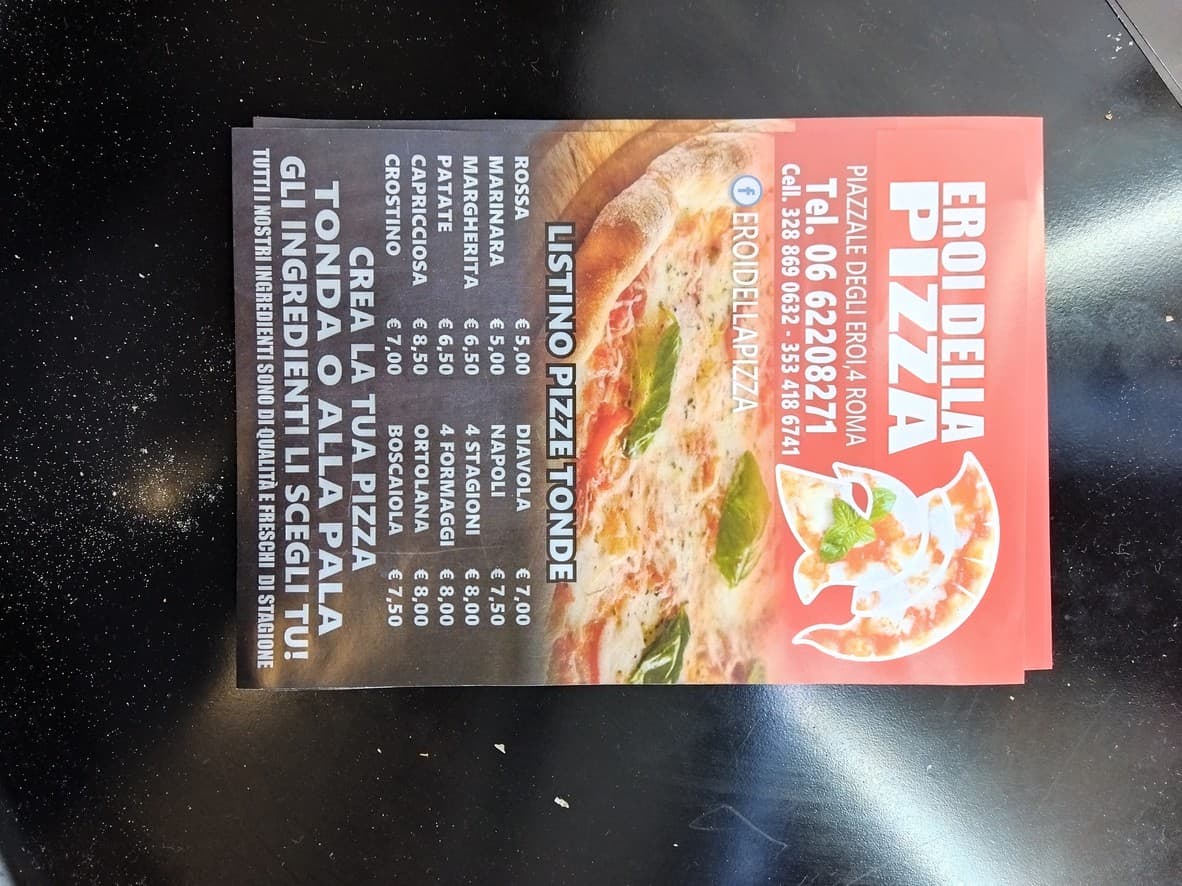 EROI DELLA
PIZZA
PIAZZALE DEGLI EROI,4 ROMA
Tel. 06 62208271
Cell. 328 869 0632 - 353 418 6741
f EROIDELLAPIZZA
LISTINO PIZZE TONDE
ROSSA € 5,00 DIAVOLA € 7,00
MARINARA € 5,00 NAPOLI € 7,50
MARGHERITA € 6,50 4 STAGIONI € 8,00
PATATE € 6,50 4 FORMAGGI € 8,00
CAPRICCIOSA € 8,50 ORTOLANA € 8,00
CROSTINO € 7,00 BOSCAIOLA € 7,50
CREA LA TUA PIZZA
TONDA O ALLA PALA
GLI INGREDIENTI LI SCEGLI TU!
TUTTI I NOSTRI INGREDIENTI SONO DI QUALITÀ E FRESCHI DI STAGIONE